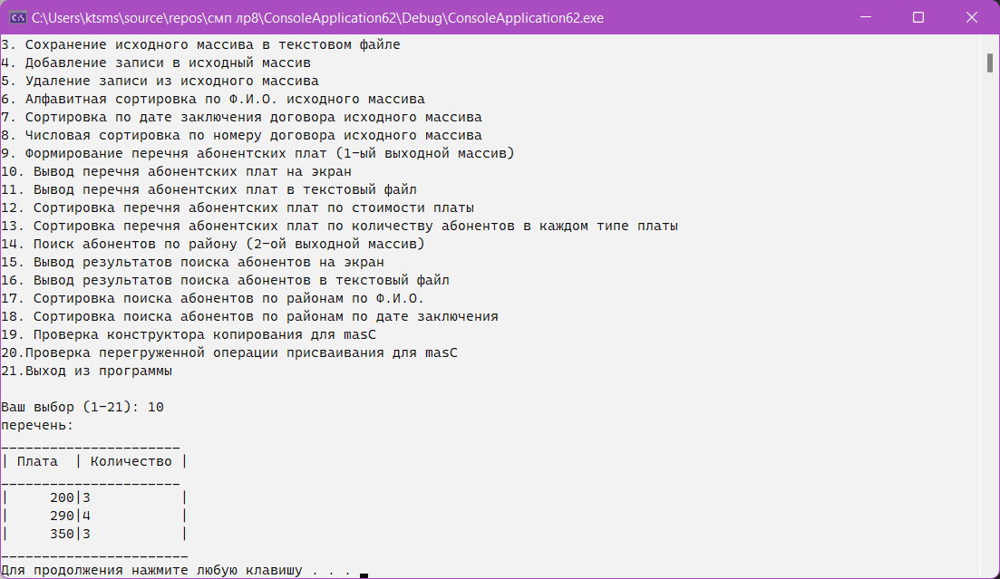 C:\Users\ktsms\source\repos\смп лр8\ConsoleApplication62\Debug\ConsoleApplication62.exe
3. Сохранение исходного массива в текстовом файле
4. Добавление записи в исходный массив
5. Удаление записи из исходного массива
6. Алфавитная сортировка по Ф.И.О. исходного массива
7. Сортировка по дате заключения договора исходного массива
8. Числовая сортировка по номеру договора исходного массива
9. Формирование перечня абонентских плат (1-ый выходной массив)
10. Вывод перечня абонентских плат на экран
11. Вывод перечня абонентских плат в текстовый файл
12. Сортировка перечня абонентских плат по стоимости платы
13. Сортировка перечня абонентских плат по количеству абонентов в каждом типе платы
14. Поиск абонентов по району (2-ой выходной массив)
15. Вывод результатов поиска абонентов на экран
16. Вывод результатов поиска абонентов в текстовый файл
17. Сортировка поиска абонентов по районам по Ф.И.О.
18. Сортировка поиска абонентов по районам по дате заключения
19. Проверка конструктора копирования для masC
20.Проверка перегруженной операции присваивания для masC
21.Выход из программы
Ваш выбор (1-21): 10
перечень:
______________________
| Плата  | Количество |
______________________
|     200|3           |
|     290|4           |
|     350|3           |
_______________________
Для продолжения нажмите любую клавишу . . .